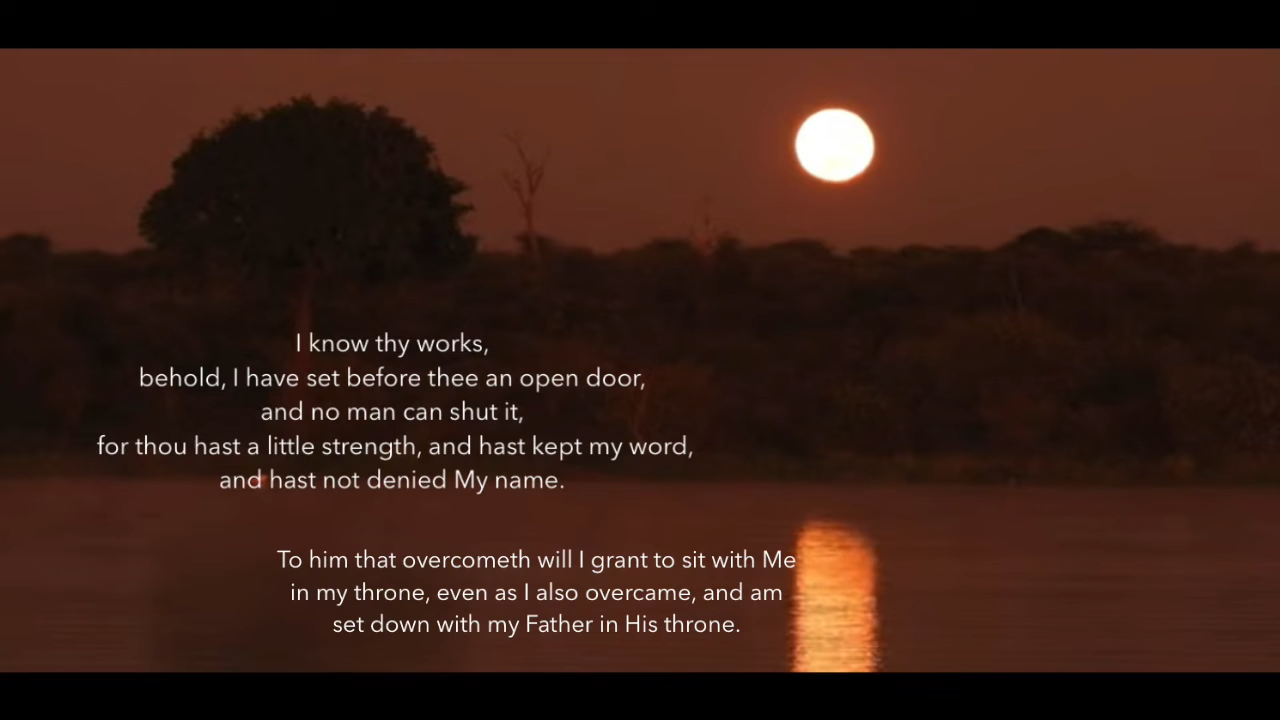 I know thy works,
behold, I have set before thee an open door,
and no man can shut it,
for thou hast a little strength, and hast kept my word,
and hast not denied My name.
To him that overcometh will I grant to sit with Me
in my throne, even as I also overcame, and am
set down with my Father in His throne.